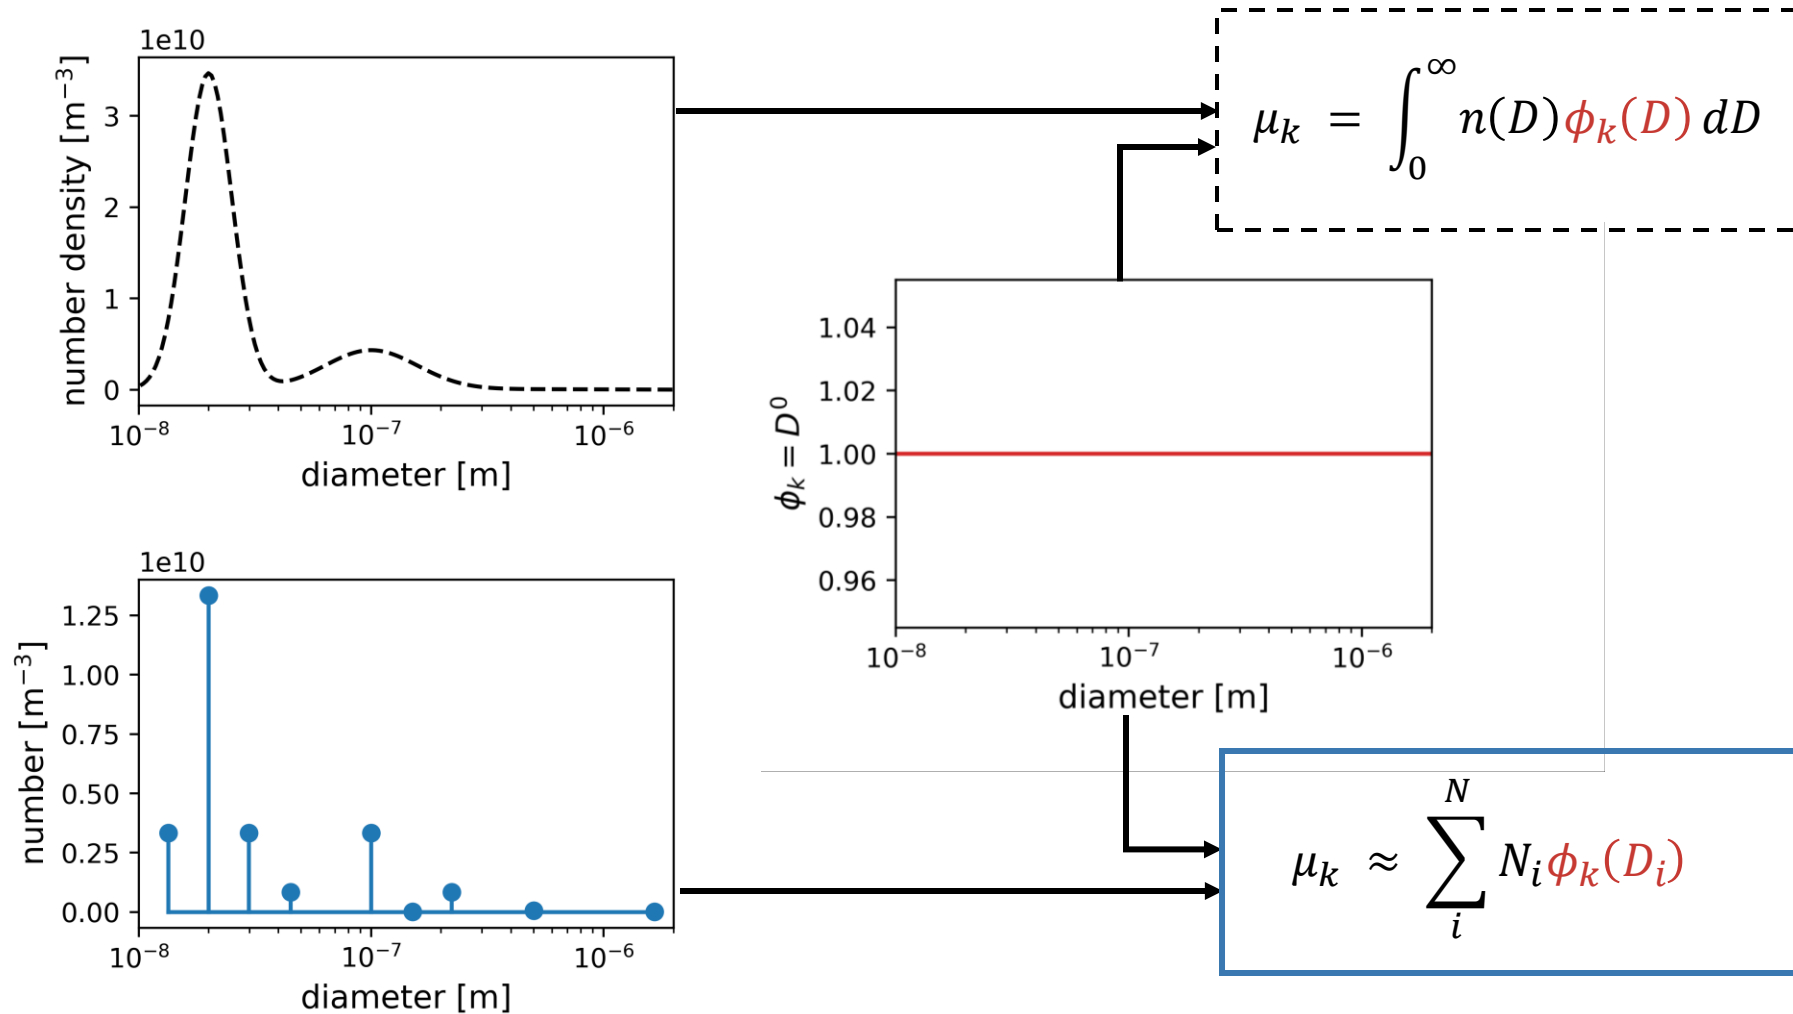 1e10
number density [m⁻³]
3
2
1
0
10⁻⁸ 10⁻⁷ 10⁻⁶
diameter [m]
μₖ = ∫₀^∞ n(D)ϕₖ(D) dD
ϕₖ = D⁰
1.04
1.02
1.00
0.98
0.96
10⁻⁸ 10⁻⁷ 10⁻⁶
diameter [m]
1e10
number [m⁻³]
1.25
1.00
0.75
0.50
0.25
0.00
10⁻⁸ 10⁻⁷ 10⁻⁶
diameter [m]
N
μₖ ≈ ∑ Nᵢϕₖ(Dᵢ)
i